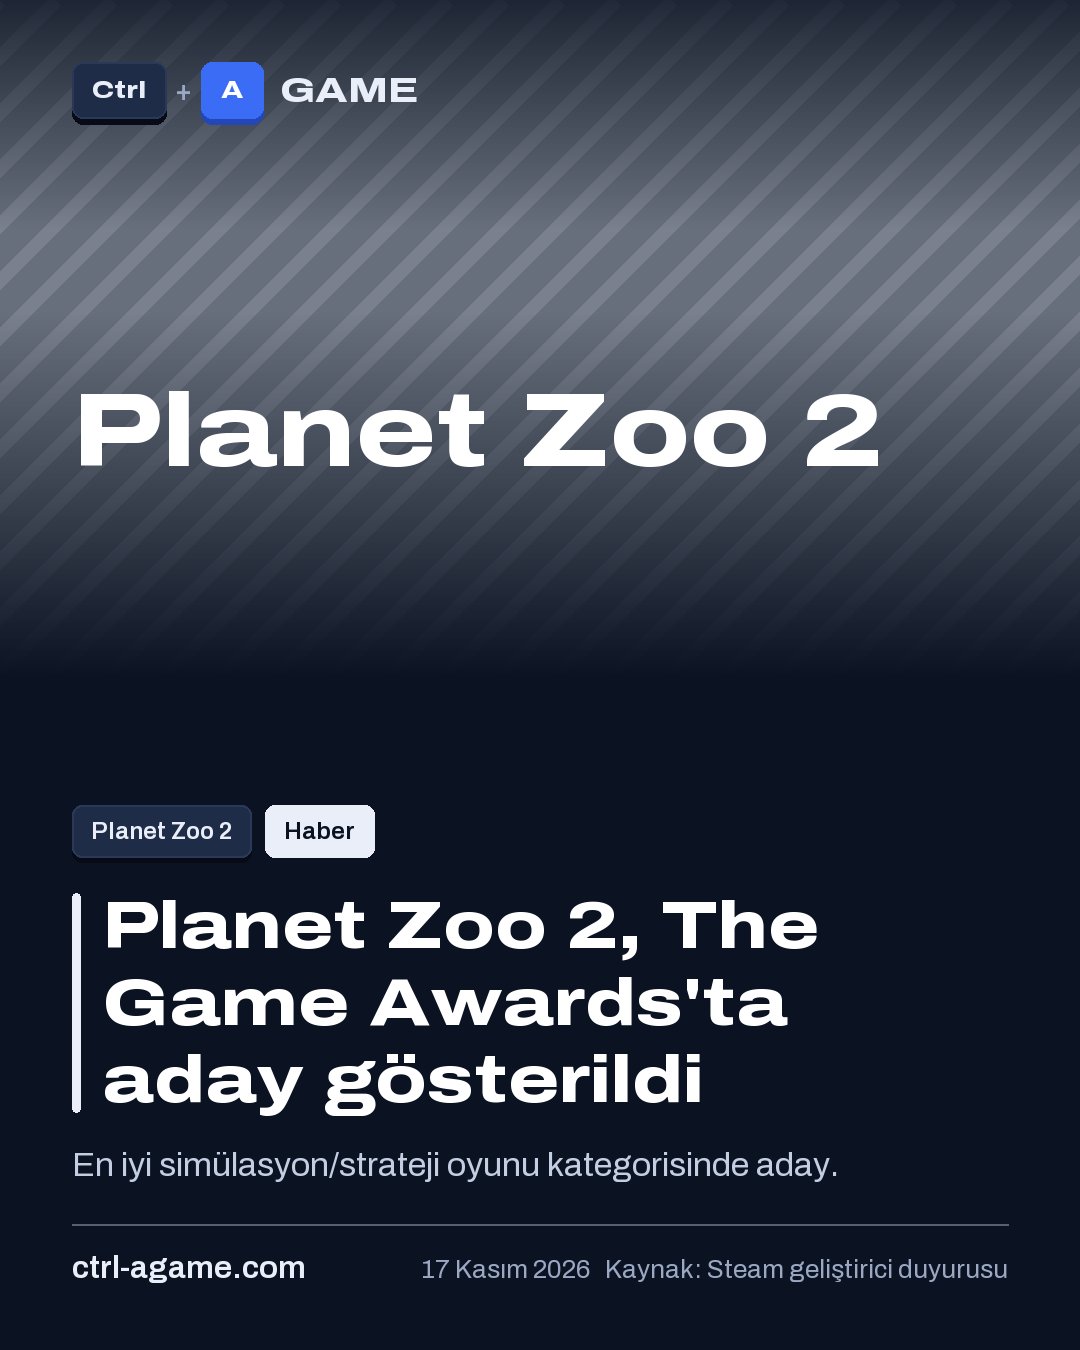 Ctrl + A GAME
Planet Zoo 2
Planet Zoo 2 Haber
Planet Zoo 2, The
Game Awards'ta
aday gösterildi
En iyi simülasyon/strateji oyunu kategorisinde aday.
ctrl-agame.com 17 Kasım 2026 Kaynak: Steam geliştirici duyurusu